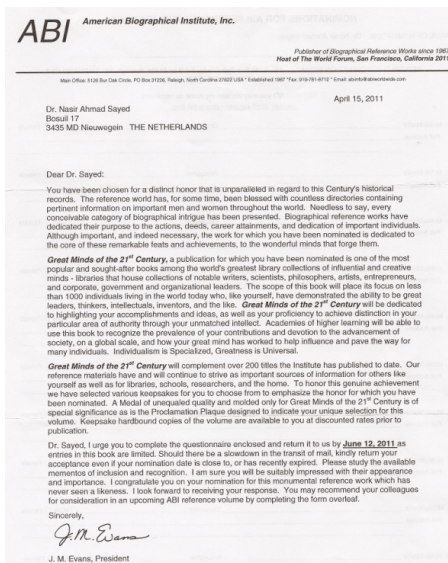 ABI American Biographical Institute, Inc.
Publisher of Biographical Reference Works since 1967
Host of The World Forum, San Francisco, California 2011
Main Office: 5126 Bur Oak Circle, PO Box 31226, Raleigh, North Carolina 27622 USA * Established 1967 *Fax: 919-781-8712 * Email: abiinfo@abiworldwide.com
April 15, 2011
Dr. Nasir Ahmad Sayed
Bosuil 17
3435 MD Nieuwegein THE NETHERLANDS
Dear Dr. Sayed:
You have been chosen for a distinct honor that is unparalleled in regard to this Century's historical
records. The reference world has, for some time, been blessed with countless directories containing
pertinent information on important men and women throughout the world. Needless to say, every
conceivable category of biographical intrigue has been presented. Biographical reference works have
dedicated their purpose to the actions, deeds, career attainments, and dedication of important individuals.
Although important, and indeed necessary, the work for which you have been nominated is dedicated to
the core of these remarkable feats and achievements, to the wonderful minds that forge them.
Great Minds of the 21st Century, a publication for which you have been nominated is one of the most
popular and sought-after books among the world's greatest library collections of influential and creative
minds - libraries that house collections of notable writers, scientists, philosophers, artists, entrepreneurs,
and corporate, government and organizational leaders. The scope of this book will place its focus on less
than 1000 individuals living in the world today who, like yourself, have demonstrated the ability to be great
leaders, thinkers, intellectuals, inventors, and the like. Great Minds of the 21st Century will be dedicated
to highlighting your accomplishments and ideas, as well as your proficiency to achieve distinction in your
particular area of authority through your unmatched intellect. Academies of higher learning will be able to
use this book to recognize the prevalence of your contributions and devotion to the advancement of
society, on a global scale, and how your great mind has worked to help influence and pave the way for
many individuals. Individualism is Specialized, Greatness is Universal.
Great Minds of the 21st Century will complement over 200 titles the Institute has published to date. Our
reference materials have and will continue to strive as important sources of information for others like
yourself as well as for libraries, schools, researchers, and the home. To honor this genuine achievement
we have selected various keepsakes for you to choose from to emphasize the honor for which you have
been nominated. A Medal of unequaled quality and molded only for Great Minds of the 21st Century is of
special significance as is the Proclamation Plaque designed to indicate your unique selection for this
volume. Keepsake hardbound copies of the volume are available to you at discounted rates prior to
publication.
Dr. Sayed, I urge you to complete the questionnaire enclosed and return it to us by June 12, 2011 as
entries in this book are limited. Should there be a slowdown in the transit of mail, kindly return your
acceptance even if your nomination date is close to, or has recently expired. Please study the available
mementos of inclusion and recognition. I am sure you will be suitably impressed with their appearance
and importance. I congratulate you on your nomination for this monumental reference work which has
never seen a likeness. I look forward to receiving your response. You may recommend your colleagues
for consideration in an upcoming ABI reference volume by completing the form overleaf.
Sincerely,
J.M. Evans
J. M. Evans, President